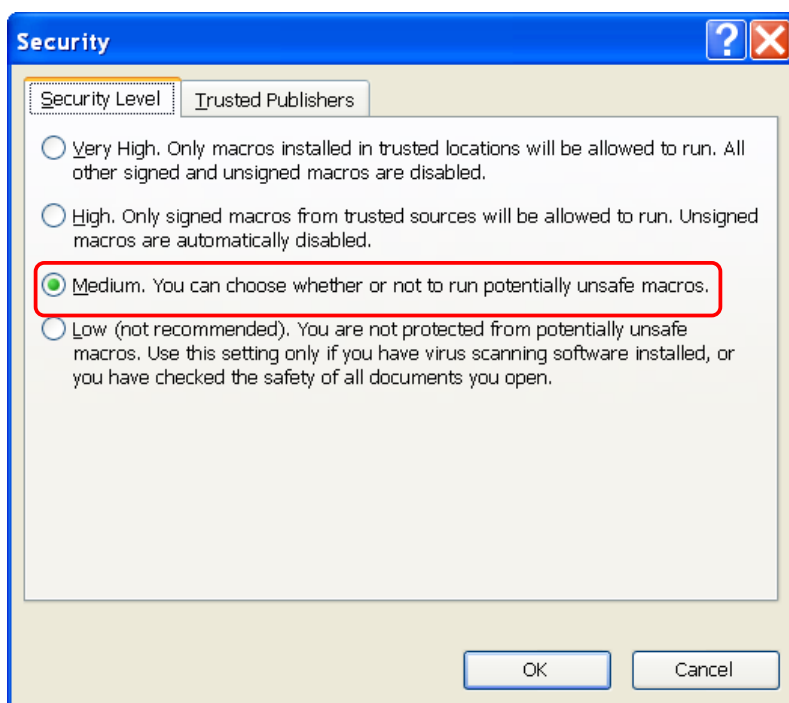 Security
Security Level
Trusted Publishers
Very High. Only macros installed in trusted locations will be allowed to run. All
other signed and unsigned macros are disabled.
High. Only signed macros from trusted sources will be allowed to run. Unsigned
macros are automatically disabled.
Medium. You can choose whether or not to run potentially unsafe macros.
Low (not recommended). You are not protected from potentially unsafe
macros. Use this setting only if you have virus scanning software installed, or
you have checked the safety of all documents you open.
OK
Cancel